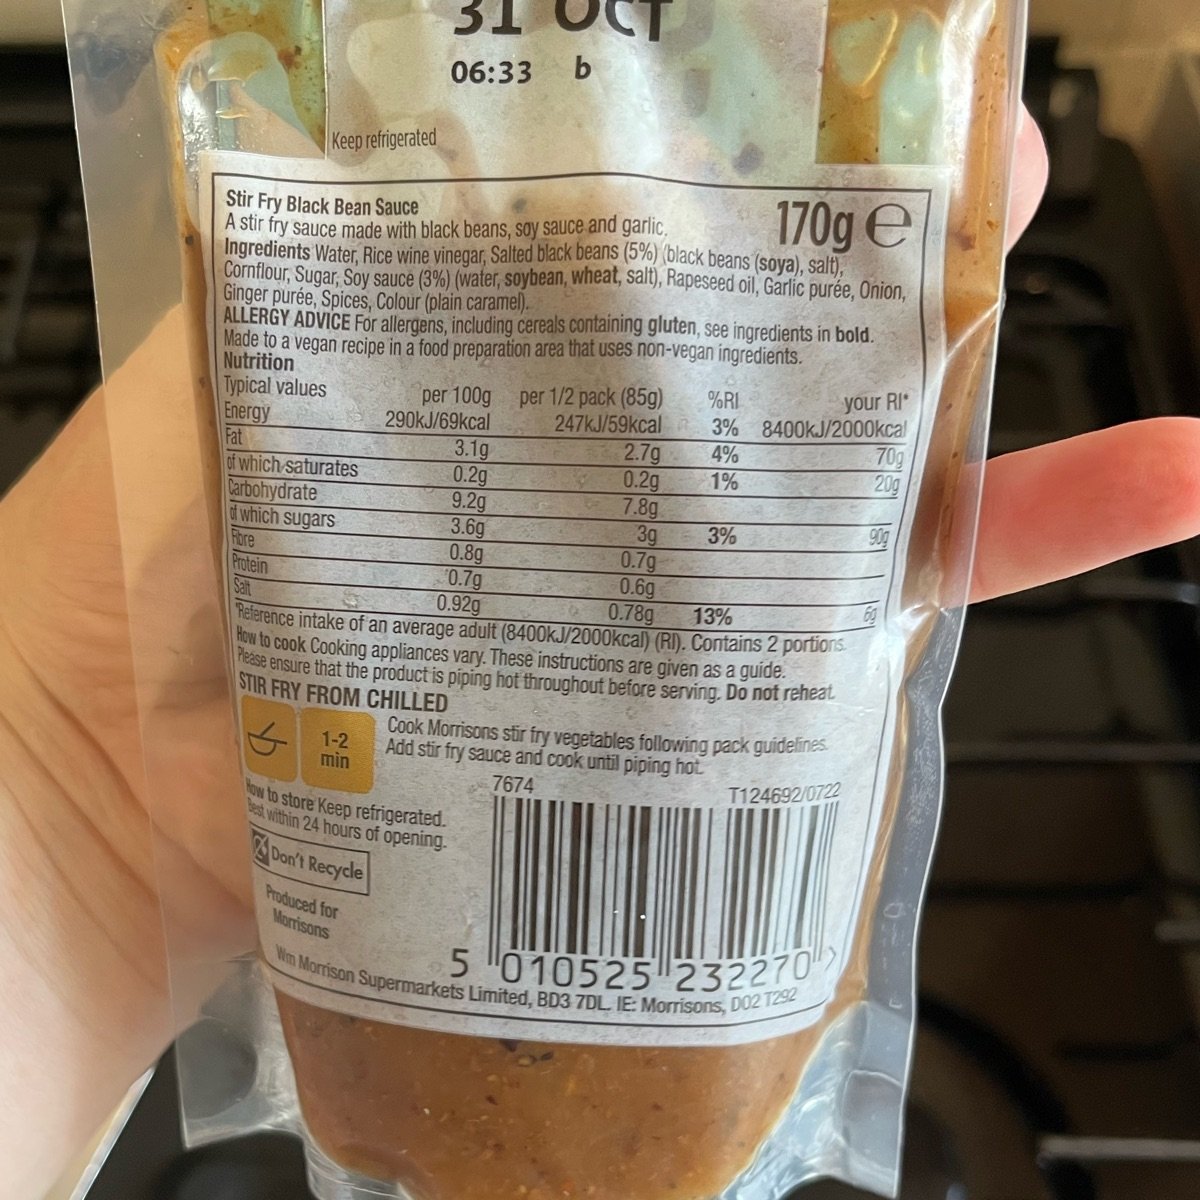 31 OCT
06:33 b
Keep refrigerated
Stir Fry Black Bean Sauce
A stir fry sauce made with black beans, soy sauce and garlic.
170g e
Ingredients Water, Rice wine vinegar, Salted black beans (5%) (black beans (soya), salt),
Cornflour, Sugar, Soy sauce (3%) (water, soybean, wheat, salt), Rapeseed oil, Garlic purée, Onion,
Ginger purée, Spices, Colour (plain caramel).
ALLERGY ADVICE For allergens, including cereals containing gluten, see ingredients in bold.
Made to a vegan recipe in a food preparation area that uses non-vegan ingredients.
Nutrition
Typical values per 100g per 1/2 pack (85g) %RI your RI*
Energy 290kJ/69kcal 247kJ/59kcal 3% 8400kJ/2000kcal
Fat 3.1g 2.7g 4% 70g
of which saturates 0.2g 0.2g 1% 20g
Carbohydrate 9.2g 7.8g
of which sugars 3.6g 3g 3% 90g
Fibre 0.8g 0.7g
Protein 0.7g 0.6g
Salt 0.92g 0.78g 13% 6g
*Reference intake of an average adult (8400kJ/2000kcal) (RI). Contains 2 portions.
How to cook Cooking appliances vary. These instructions are given as a guide.
Please ensure that the product is piping hot throughout before serving. Do not reheat.
STIR FRY FROM CHILLED
1-2
min
Cook Morrisons stir fry vegetables following pack guidelines.
Add stir fry sauce and cook until piping hot.
7674 T124692/0722
How to store Keep refrigerated.
Best within 24 hours of opening.
Don't Recycle
Produced for
Morrisons
5 010525 232270 >
Wm Morrison Supermarkets Limited, BD3 7DL. IE: Morrisons, D02 T292